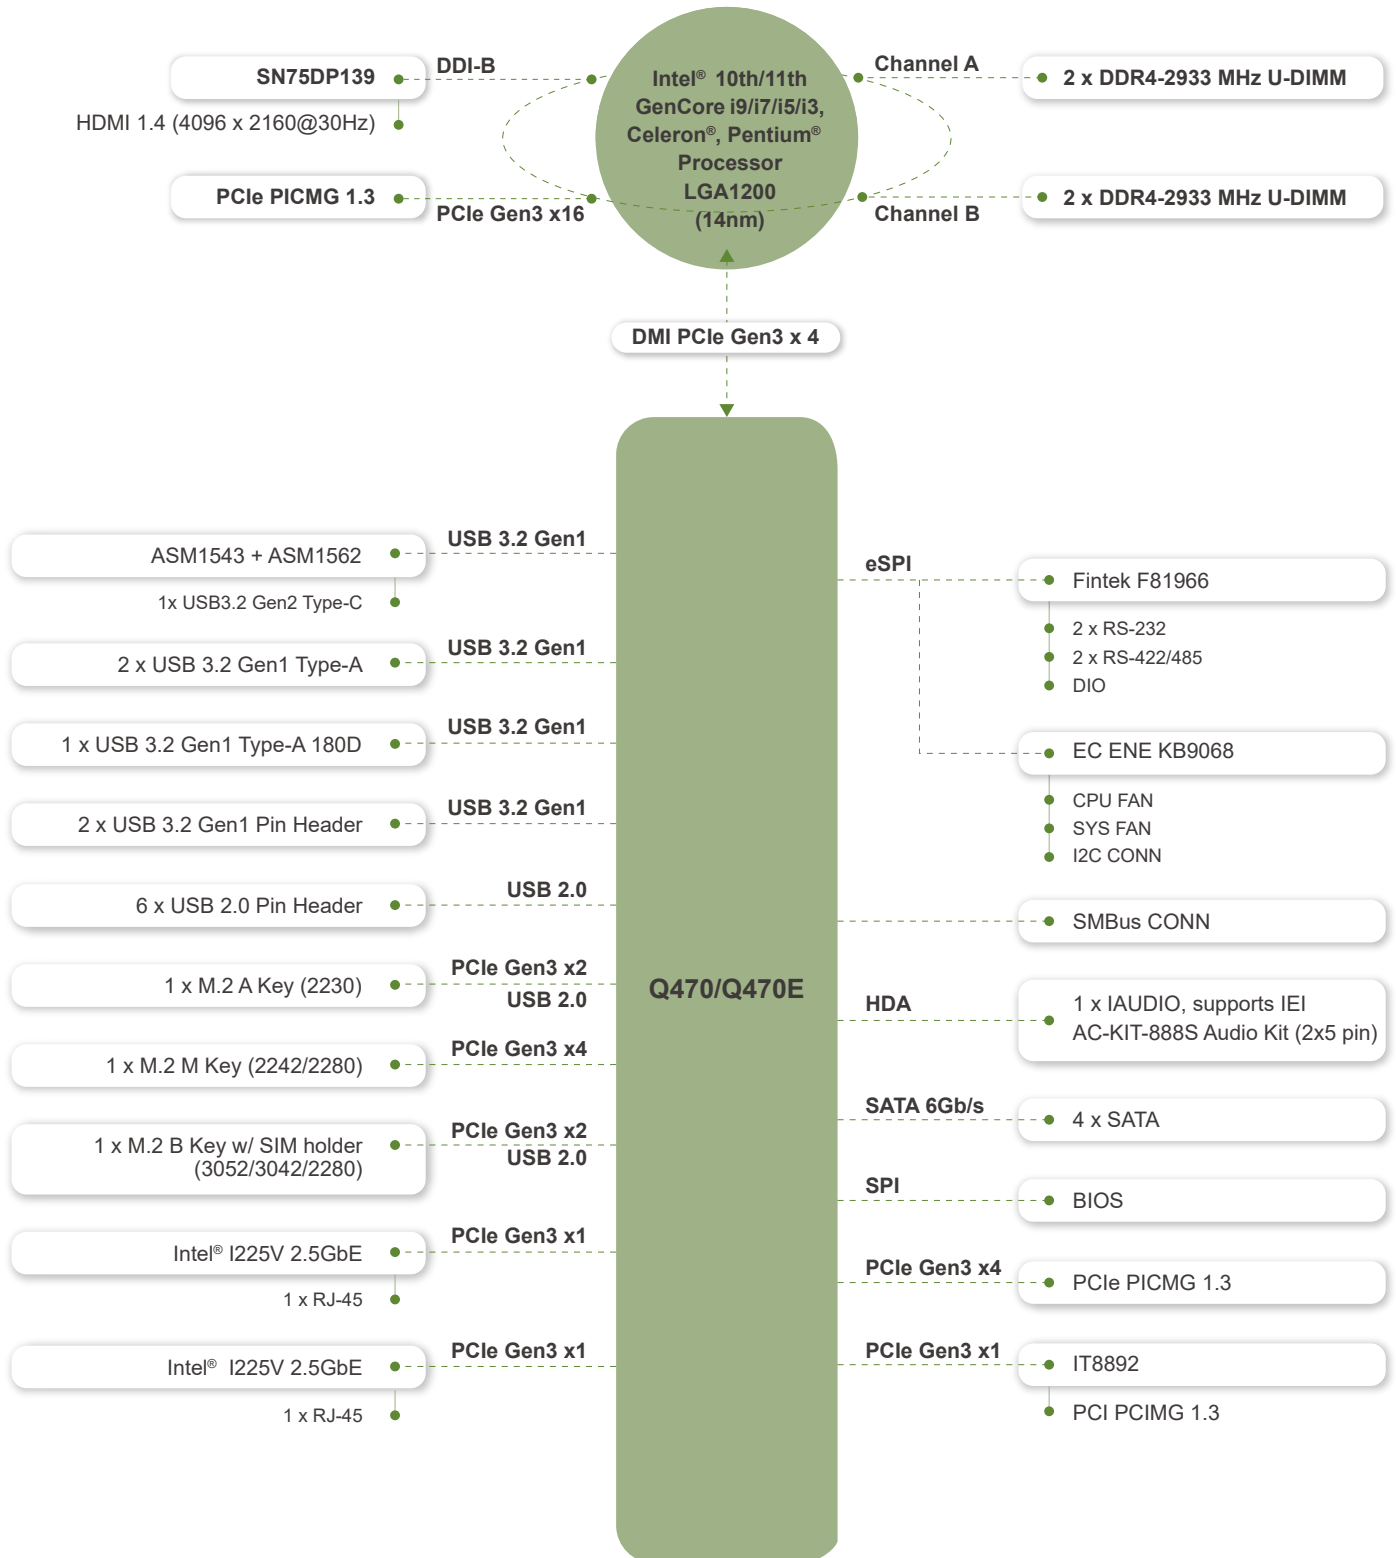 SN75DP139
DDI-B
HDMI 1.4 (4096 x 2160@30Hz)
PCIe PICMG 1.3
PCIe Gen3 x16
Intel® 10th/11th
GenCore i9/i7/i5/i3,
Celeron®, Pentium®
Processor
LGA1200
(14nm)
Channel A
2 x DDR4-2933 MHz U-DIMM
Channel B
2 x DDR4-2933 MHz U-DIMM
DMI PCIe Gen3 x 4
ASM1543 + ASM1562
USB 3.2 Gen1
1x USB3.2 Gen2 Type-C
2 x USB 3.2 Gen1 Type-A
USB 3.2 Gen1
1 x USB 3.2 Gen1 Type-A 180D
USB 3.2 Gen1
2 x USB 3.2 Gen1 Pin Header
USB 3.2 Gen1
6 x USB 2.0 Pin Header
USB 2.0
1 x M.2 A Key (2230)
PCIe Gen3 x2
USB 2.0
1 x M.2 M Key (2242/2280)
PCIe Gen3 x4
1 x M.2 B Key w/ SIM holder
(3052/3042/2280)
PCIe Gen3 x2
USB 2.0
Intel® I225V 2.5GbE
PCIe Gen3 x1
1 x RJ-45
Intel® I225V 2.5GbE
PCIe Gen3 x1
1 x RJ-45
Q470/Q470E
eSPI
Fintek F81966
2 x RS-232
2 x RS-422/485
DIO
EC ENE KB9068
CPU FAN
SYS FAN
I2C CONN
SMBus CONN
HDA
1 x IAUDIO, supports IEI
AC-KIT-888S Audio Kit (2x5 pin)
SATA 6Gb/s
4 x SATA
SPI
BIOS
PCIe Gen3 x4
PCIe PICMG 1.3
PCIe Gen3 x1
IT8892
PCI PCIMG 1.3